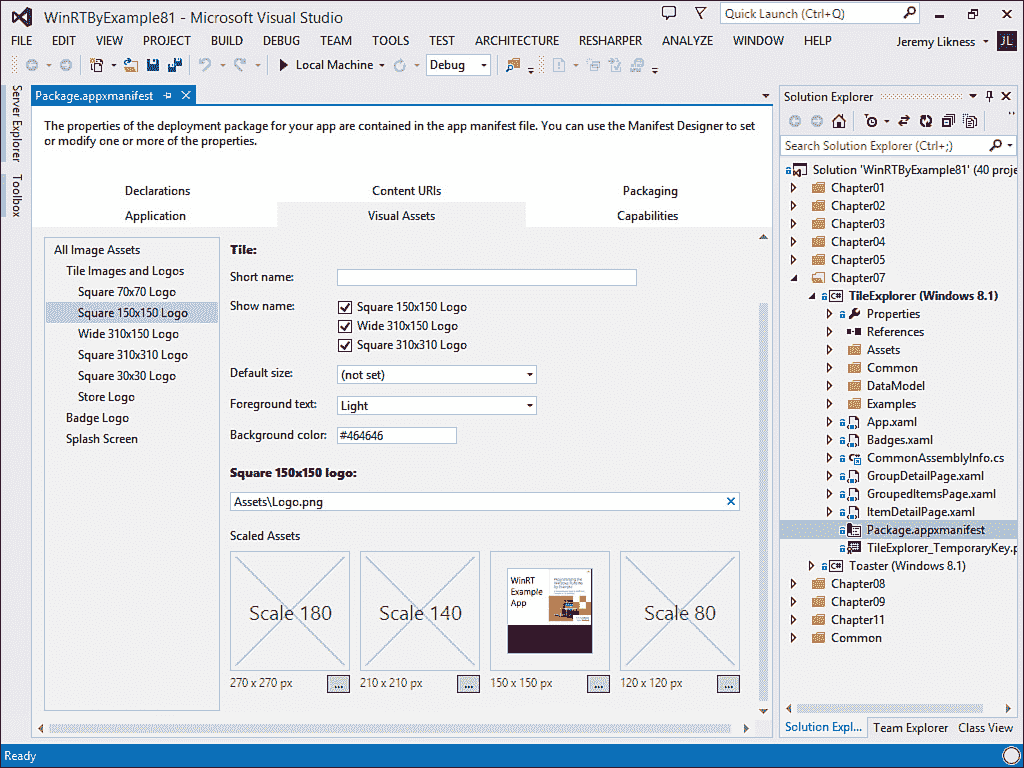 WinRTByExample81 - Microsoft Visual Studio
Quick Launch (Ctrl+Q)
FILE EDIT VIEW PROJECT BUILD DEBUG TEAM TOOLS TEST ARCHITECTURE RESHARPER ANALYZE WINDOW HELP
Jeremy Likness JL
Local Machine Debug
Server Explorer
Toolbox
Package.appxmanifest
The properties of the deployment package for your app are contained in the app manifest file. You can use the Manifest Designer to set
or modify one or more of the properties.
Declarations Content URIs Packaging
Application Visual Assets Capabilities
All Image Assets
Tile Images and Logos
Square 70x70 Logo
Square 150x150 Logo
Wide 310x150 Logo
Square 310x310 Logo
Square 30x30 Logo
Store Logo
Badge Logo
Splash Screen
Tile:
Short name:
Show name:
Square 150x150 Logo
Wide 310x150 Logo
Square 310x310 Logo
Default size: (not set)
Foreground text: Light
Background color: #464646
Square 150x150 logo:
Assets\Logo.png
Scaled Assets
Scale 180
Scale 140
WinRT
Example
App
Scale 80
270 x 270 px ...
210 x 210 px ...
150 x 150 px ...
120 x 120 px ...
Solution Explorer
Search Solution Explorer (Ctrl+;)
Solution 'WinRTByExample81' (40 proje
Chapter01
Chapter02
Chapter03
Chapter04
Chapter05
Chapter07
C# TileExplorer (Windows 8.1)
Properties
References
Assets
Common
DataModel
Examples
App.xaml
Badges.xaml
CommonAssemblyInfo.cs
GroupDetailPage.xaml
GroupedItemsPage.xaml
ItemDetailPage.xaml
Package.appxmanifest
TileExplorer_TemporaryKey.p
C# Toaster (Windows 8.1)
Chapter08
Chapter09
Chapter11
Common
Solution Expl... Team Explorer Class View
Ready